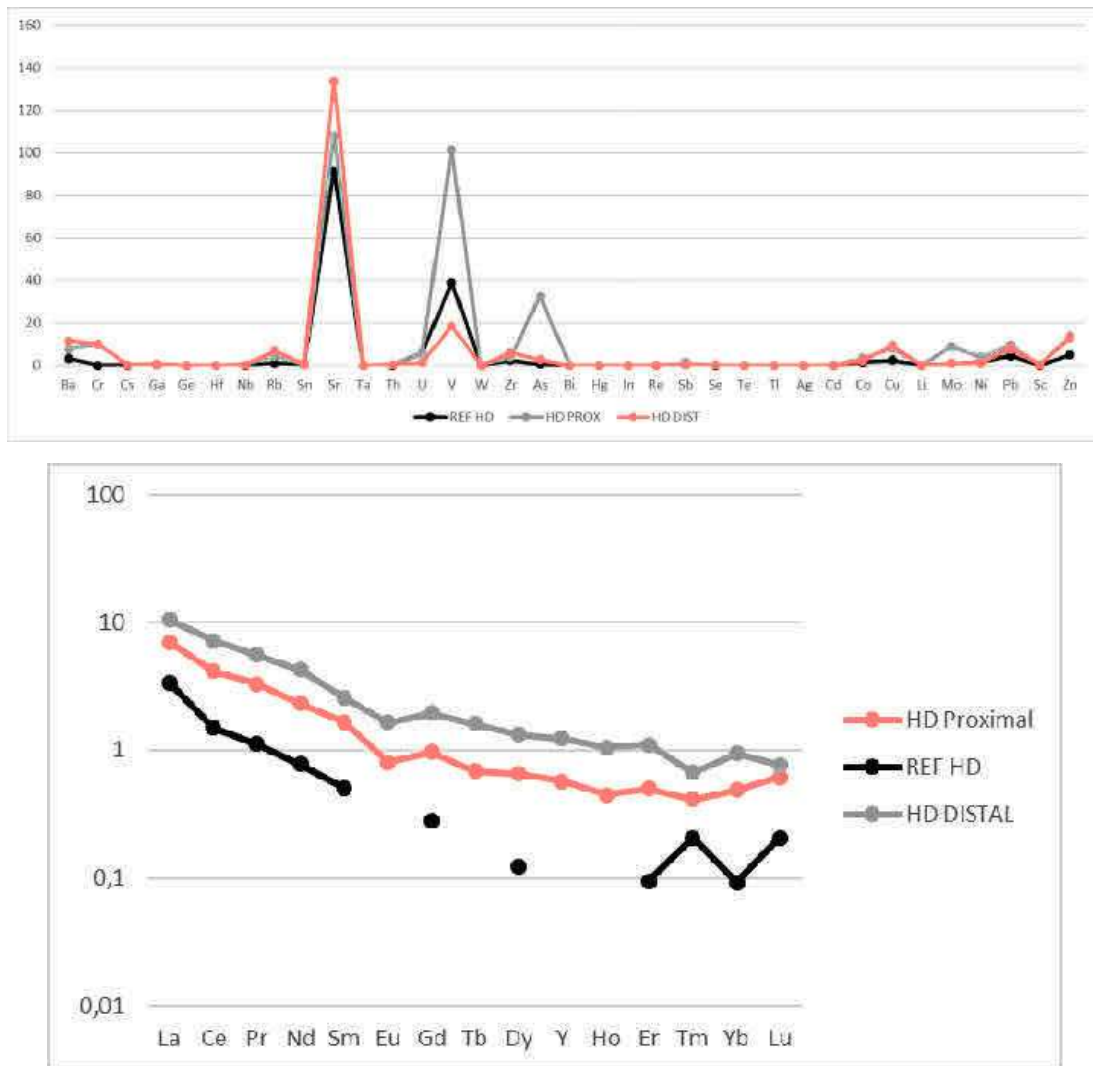 160
140
120
100
80
60
40
20
0
Ba Cr Cs Ga Ge Hf Nb Rb Sn Sr Ta Th U V W Zr As Bi Hg In Re Sb Se Te Tl Ag Cd Co Cu Li Mo Ni Pb Sc Zn
REF HD HD PROX HD DIST
100
10
1
0,1
0,01
La Ce Pr Nd Sm Eu Gd Tb Dy Y Ho Er Tm Yb Lu
HD Proximal
REF HD
HD DISTAL